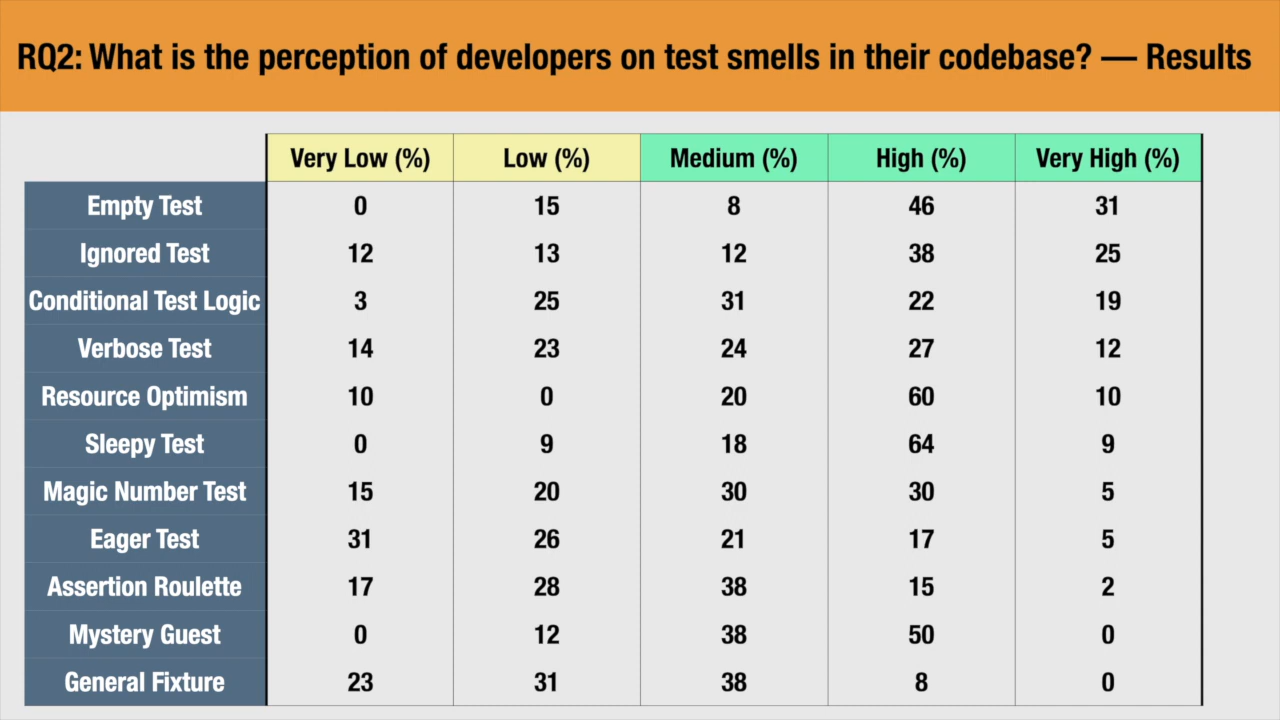 RQ2: What is the perception of developers on test smells in their codebase? — Results
Very Low (%) Low (%) Medium (%) High (%) Very High (%)
Empty Test 0 15 8 46 31
Ignored Test 12 13 12 38 25
Conditional Test Logic 3 25 31 22 19
Verbose Test 14 23 24 27 12
Resource Optimism 10 0 20 60 10
Sleepy Test 0 9 18 64 9
Magic Number Test 15 20 30 30 5
Eager Test 31 26 21 17 5
Assertion Roulette 17 28 38 15 2
Mystery Guest 0 12 38 50 0
General Fixture 23 31 38 8 0